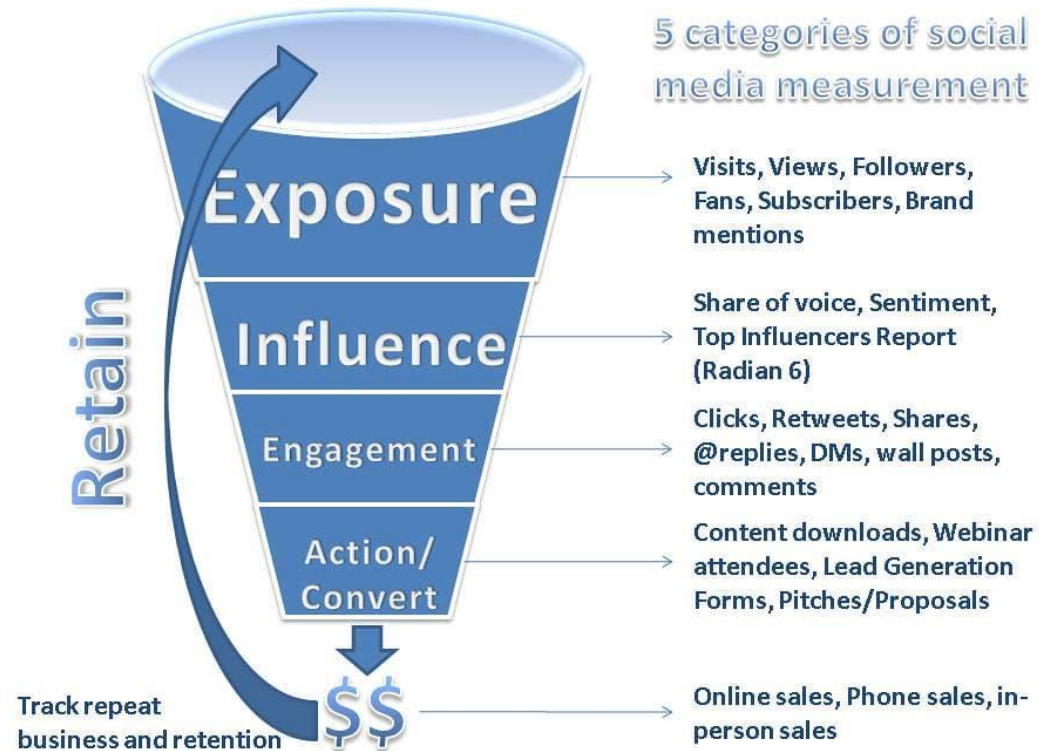 5 categories of social
media measurement
Exposure
Visits, Views, Followers,
Fans, Subscribers, Brand
mentions
Influence
Share of voice, Sentiment,
Top Influencers Report
(Radian 6)
Engagement
Clicks, Retweets, Shares,
@replies, DMs, wall posts,
comments
Action/
Convert
Content downloads, Webinar
attendees, Lead Generation
Forms, Pitches/Proposals
$$
Online sales, Phone sales, in-
person sales
Retain
Track repeat
business and retention